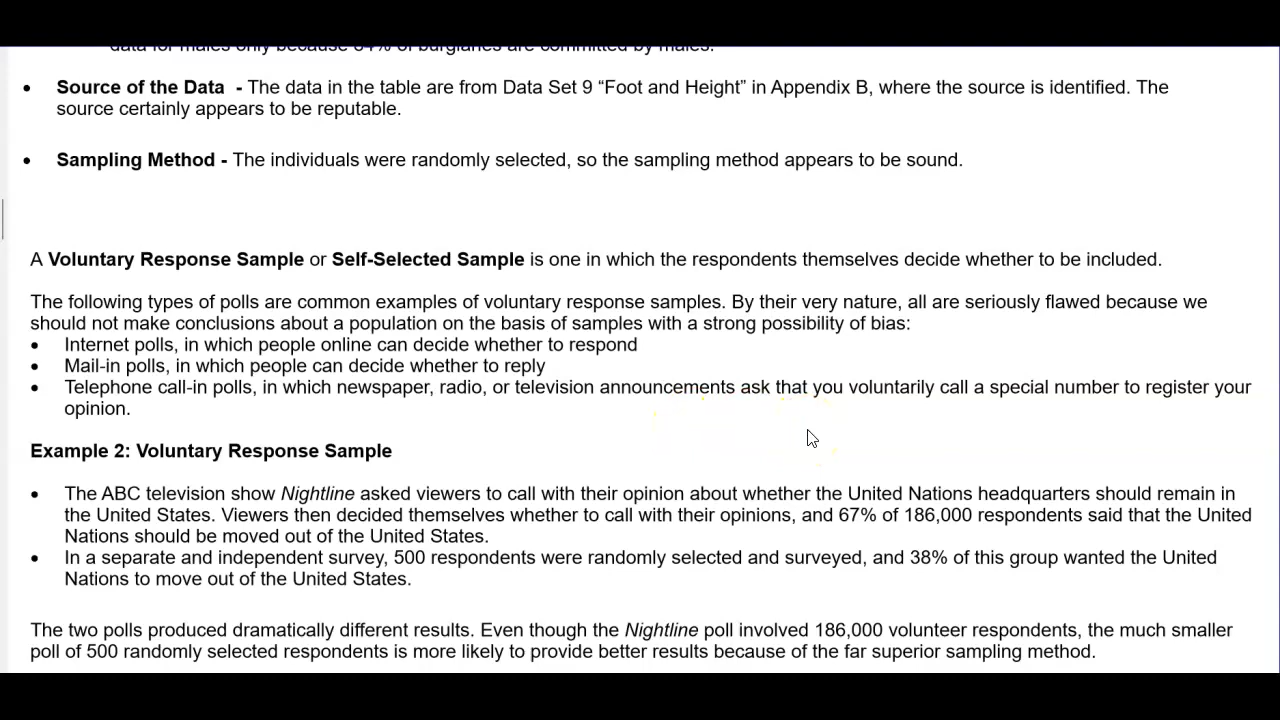 data for males only because 84% of burglaries are committed by males.
• Source of the Data - The data in the table are from Data Set 9 “Foot and Height” in Appendix B, where the source is identified. The
source certainly appears to be reputable.
• Sampling Method - The individuals were randomly selected, so the sampling method appears to be sound.
A Voluntary Response Sample or Self-Selected Sample is one in which the respondents themselves decide whether to be included.
The following types of polls are common examples of voluntary response samples. By their very nature, all are seriously flawed because we
should not make conclusions about a population on the basis of samples with a strong possibility of bias:
• Internet polls, in which people online can decide whether to respond
• Mail-in polls, in which people can decide whether to reply
• Telephone call-in polls, in which newspaper, radio, or television announcements ask that you voluntarily call a special number to register your
opinion.
Example 2: Voluntary Response Sample
• The ABC television show Nightline asked viewers to call with their opinion about whether the United Nations headquarters should remain in
the United States. Viewers then decided themselves whether to call with their opinions, and 67% of 186,000 respondents said that the United
Nations should be moved out of the United States.
• In a separate and independent survey, 500 respondents were randomly selected and surveyed, and 38% of this group wanted the United
Nations to move out of the United States.
The two polls produced dramatically different results. Even though the Nightline poll involved 186,000 volunteer respondents, the much smaller
poll of 500 randomly selected respondents is more likely to provide better results because of the far superior sampling method.